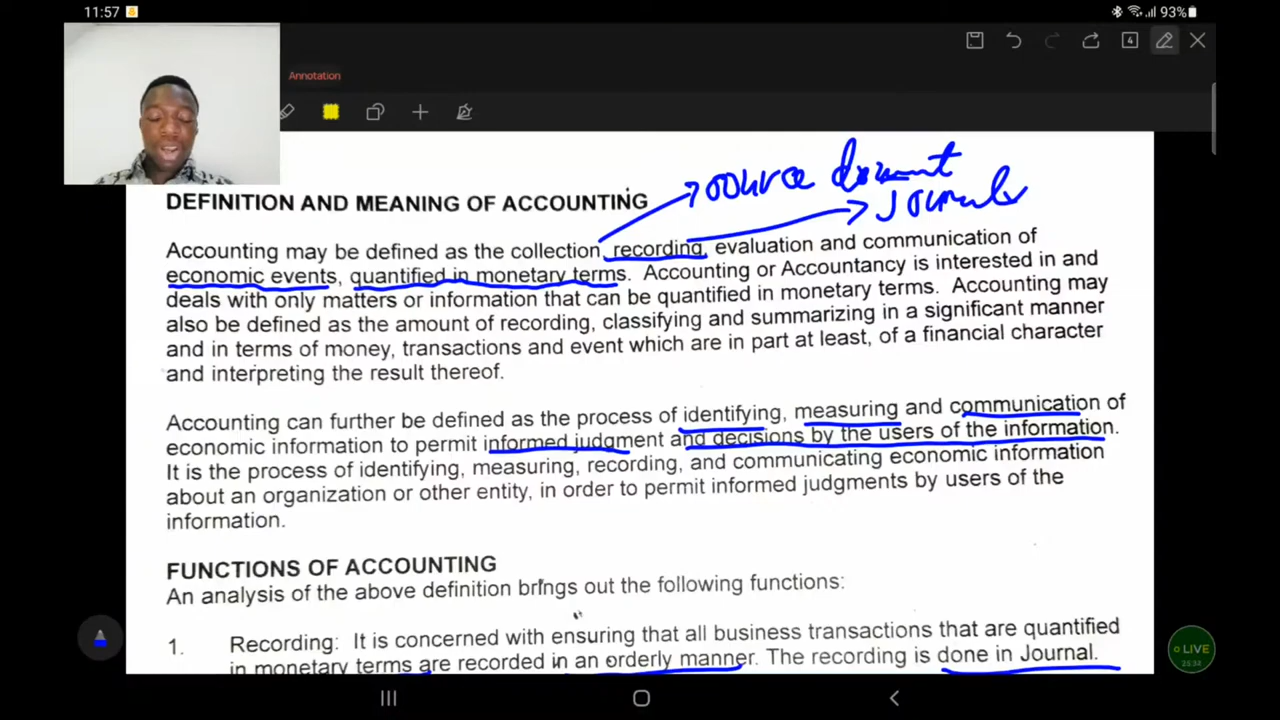 11:57
93%
4
Annotation
source document
Journals
DEFINITION AND MEANING OF ACCOUNTING
Accounting may be defined as the collection, recording, evaluation and communication of
economic events, quantified in monetary terms. Accounting or Accountancy is interested in and
deals with only matters or information that can be quantified in monetary terms. Accounting may
also be defined as the amount of recording, classifying and summarizing in a significant manner
and in terms of money, transactions and event which are in part at least, of a financial character
and interpreting the result thereof.
Accounting can further be defined as the process of identifying, measuring and communication of
economic information to permit informed judgment and decisions by the users of the information.
It is the process of identifying, measuring, recording, and communicating economic information
about an organization or other entity, in order to permit informed judgments by users of the
information.
FUNCTIONS OF ACCOUNTING
An analysis of the above definition brings out the following functions:
1. Recording: It is concerned with ensuring that all business transactions that are quantified
in monetary terms are recorded in an orderly manner. The recording is done in Journal.
LIVE
25:32